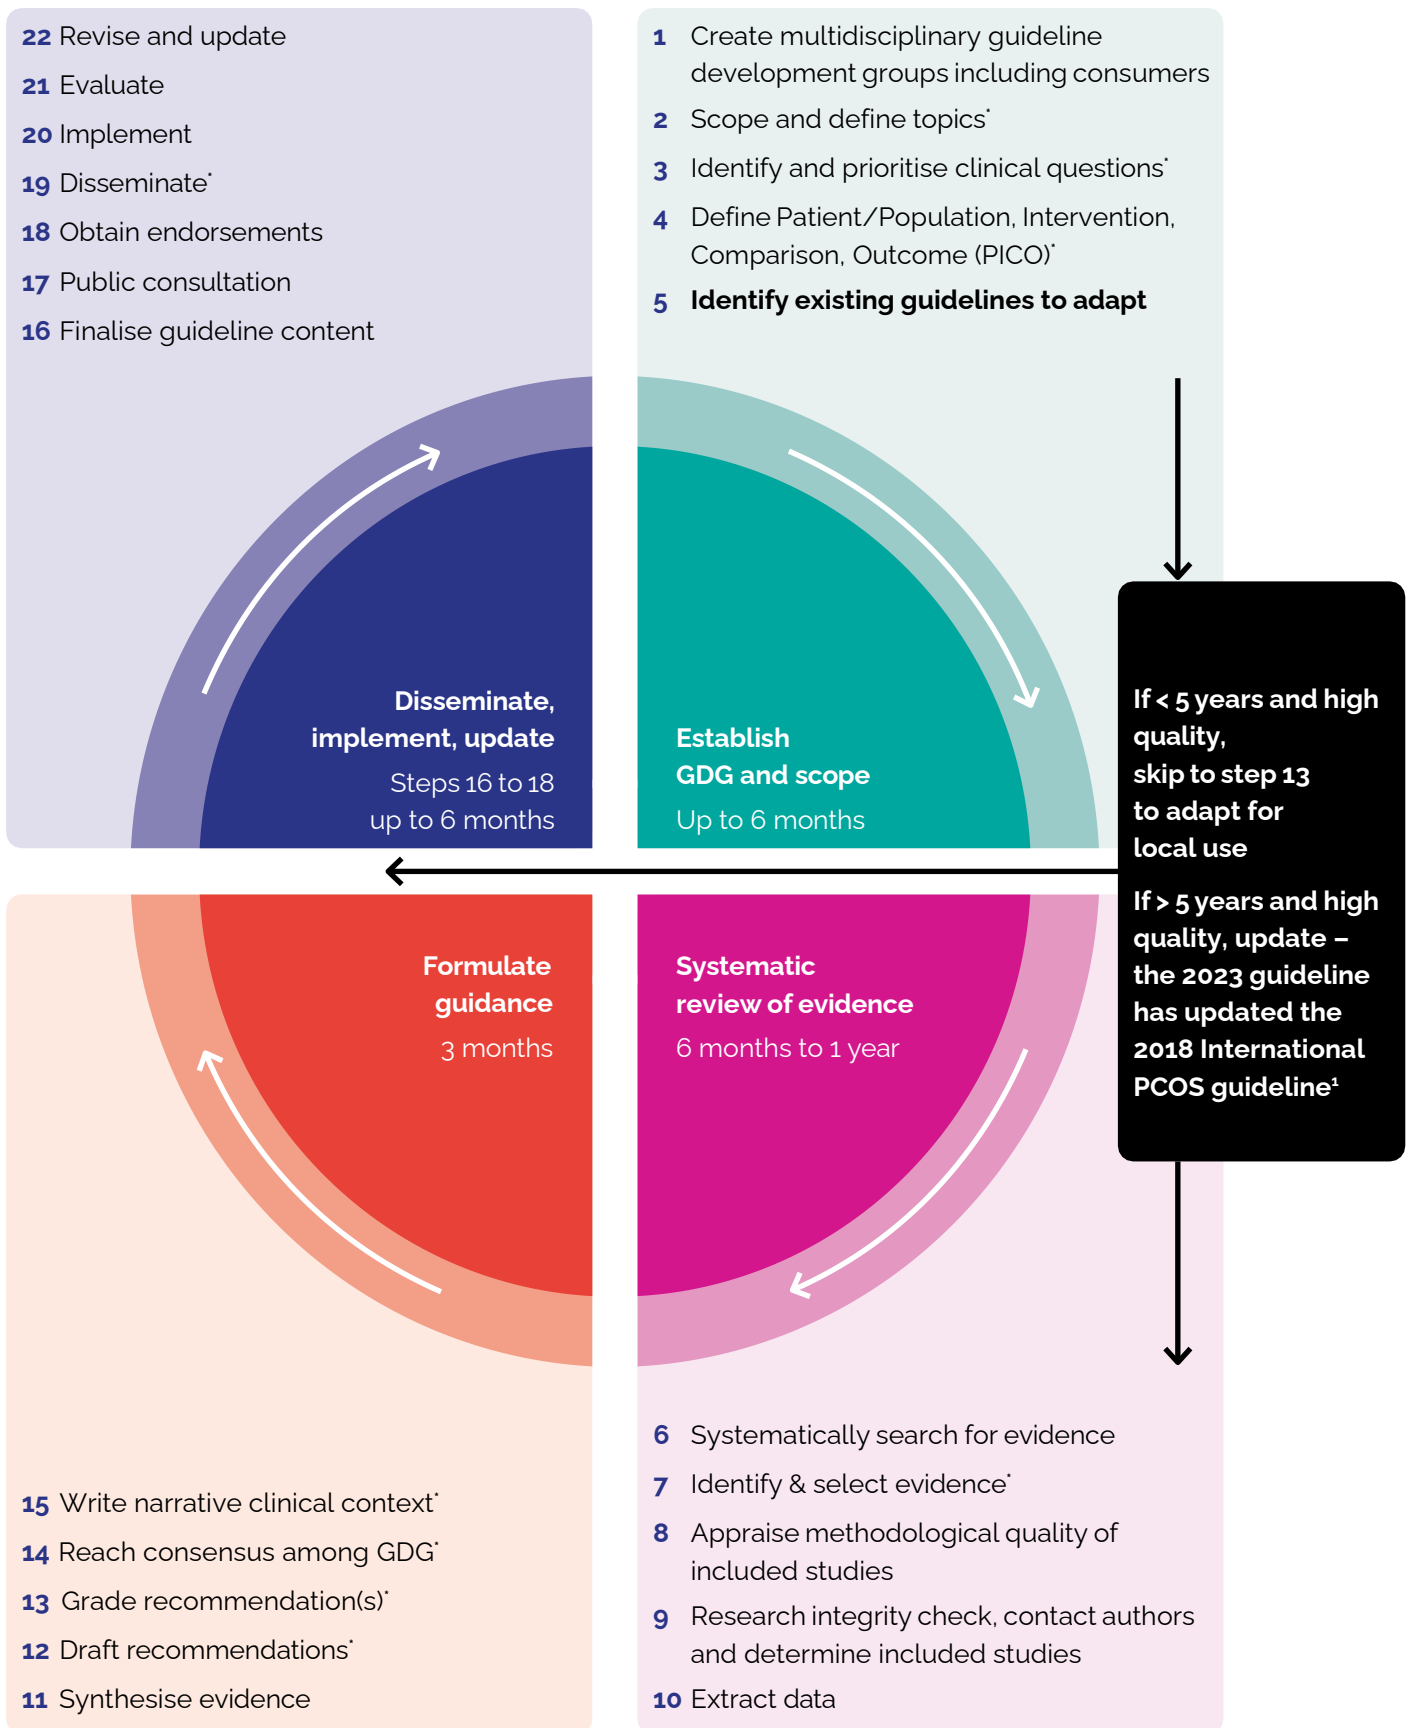 22 Revise and update
21 Evaluate
20 Implement
19 Disseminate*
18 Obtain endorsements
17 Public consultation
16 Finalise guideline content
1 Create multidisciplinary guideline
development groups including consumers
2 Scope and define topics*
3 Identify and prioritise clinical questions*
4 Define Patient/Population, Intervention,
Comparison, Outcome (PICO)*
5 Identify existing guidelines to adapt
Disseminate,
implement, update
Steps 16 to 18
up to 6 months
Establish
GDG and scope
Up to 6 months
If < 5 years and high
quality,
skip to step 13
to adapt for
local use
If > 5 years and high
quality, update –
the 2023 guideline
has updated the
2018 International
PCOS guideline¹
Formulate
guidance
3 months
Systematic
review of evidence
6 months to 1 year
15 Write narrative clinical context*
14 Reach consensus among GDG*
13 Grade recommendation(s)*
12 Draft recommendations*
11 Synthesise evidence
6 Systematically search for evidence
7 Identify & select evidence*
8 Appraise methodological quality of
included studies
9 Research integrity check, contact authors
and determine included studies
10 Extract data